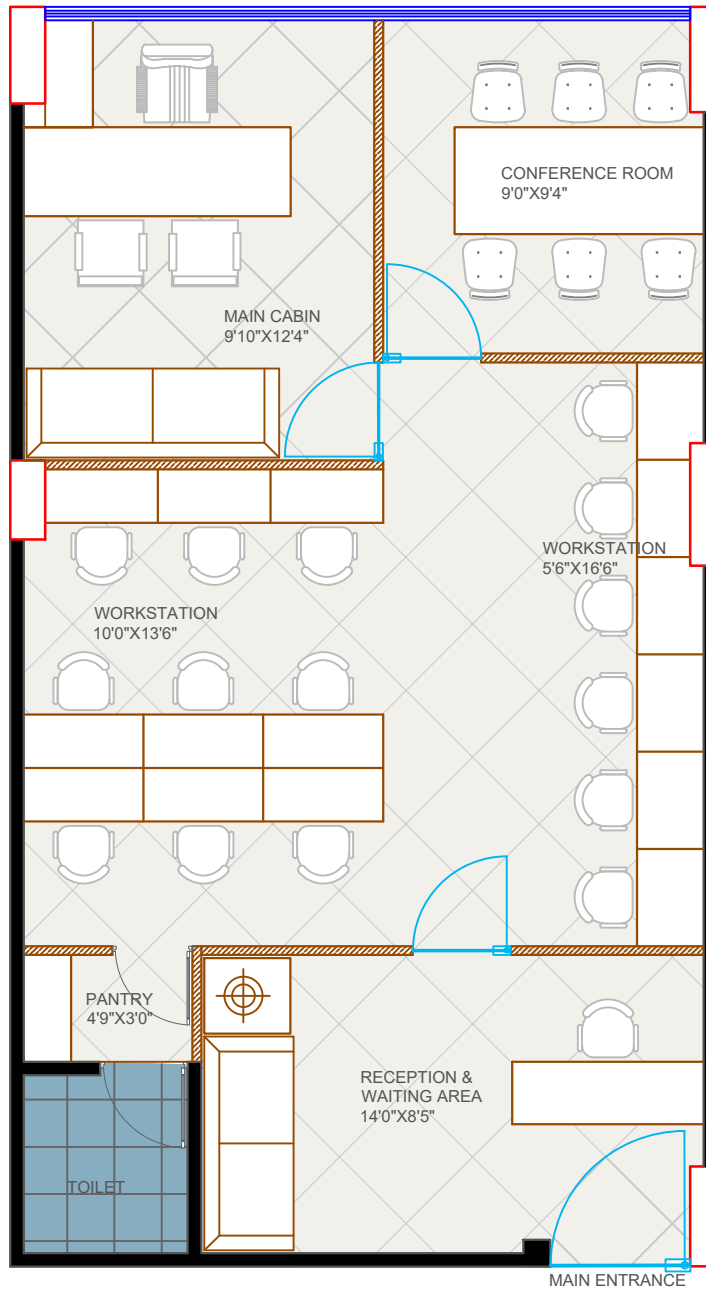 CONFERENCE ROOM
9'0"X9'4"
MAIN CABIN
9'10"X12'4"
WORKSTATION
5'6"X16'6"
WORKSTATION
10'0"X13'6"
PANTRY
4'9"X3'0"
RECEPTION &
WAITING AREA
14'0"X8'5"
TOILET
MAIN ENTRANCE